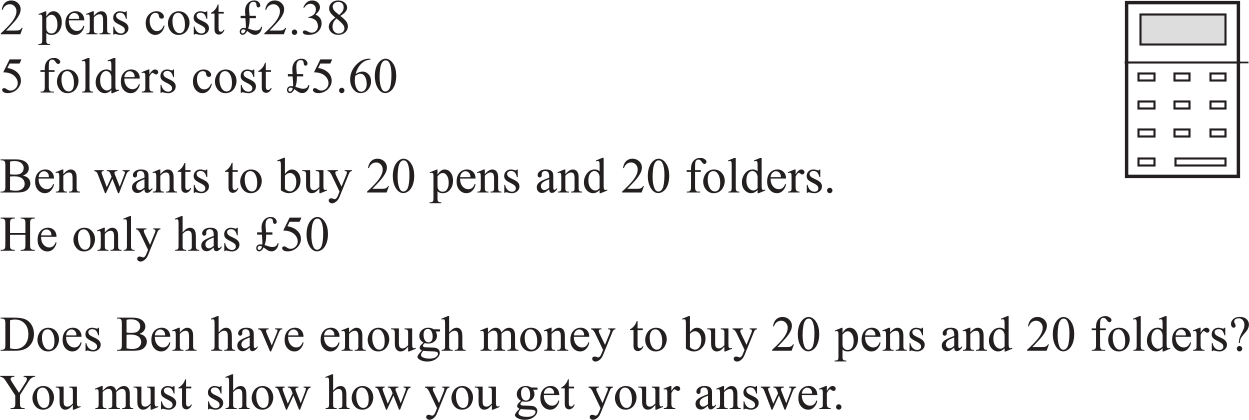 2 pens cost £2.38
5 folders cost £5.60
Ben wants to buy 20 pens and 20 folders.
He only has £50
Does Ben have enough money to buy 20 pens and 20 folders?
You must show how you get your answer.